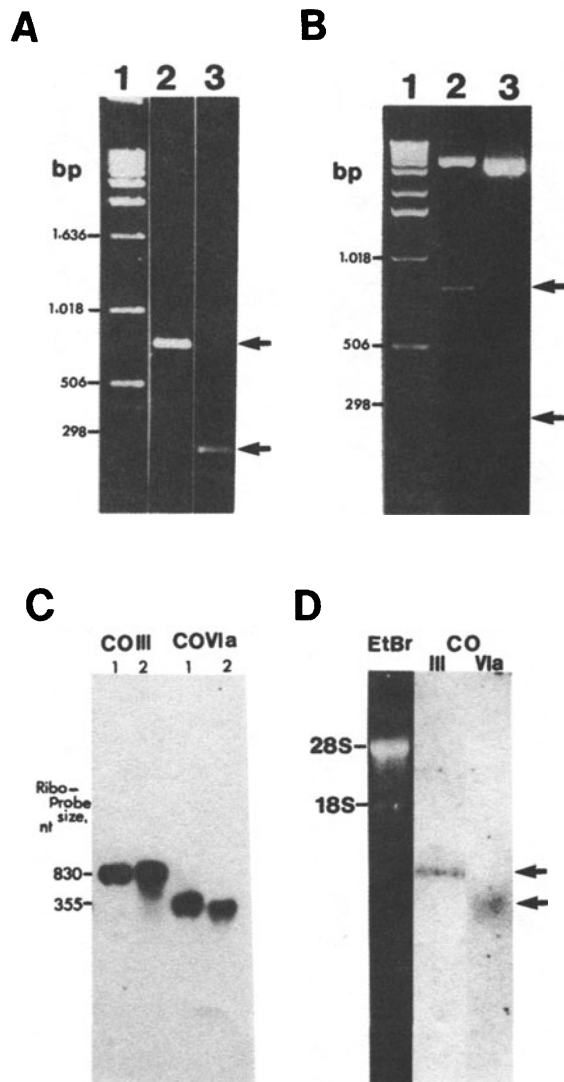 A
1 2 3
bp
1.636
1.018
506
298
B
1 2 3
bp
1.018
506
298
C
COIII COVIa
1 2 1 2
Ribo-
Probe
size,
nt
830
355
D
EtBr CO
III VIa
28S
18S